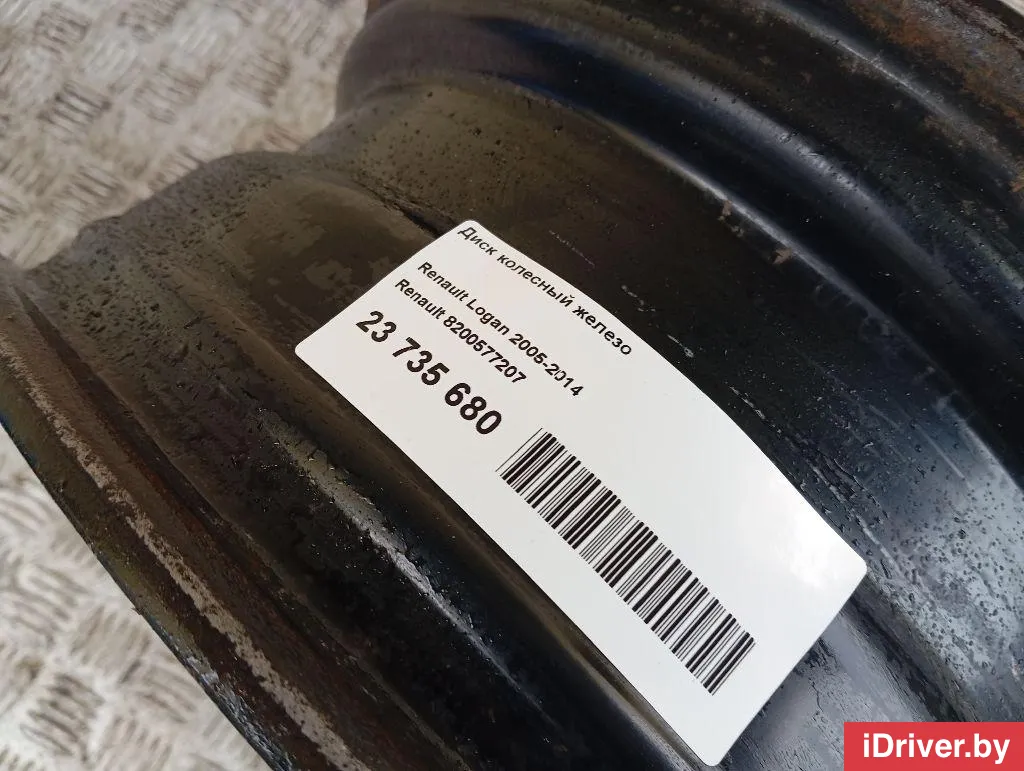 Диск колесный железо
Renault Logan 2005-2014
Renault 8200577207
23 735 680
iDriver.by